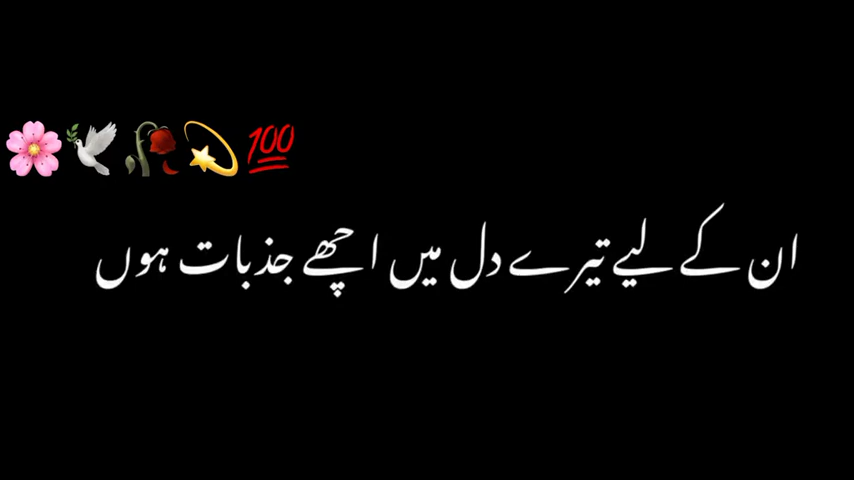 🌸🕊️🥀💫💯
ان کے لیے تیرے دل میں اچھے جذبات ہوں